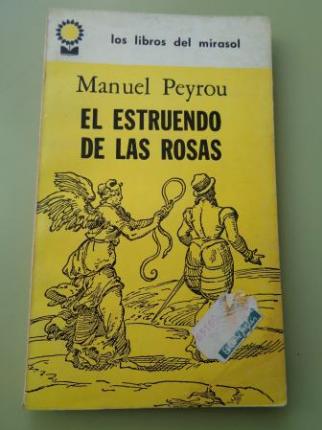 los libros del mirasol
Manuel Peyrou
EL ESTRUENDO
DE LAS ROSAS